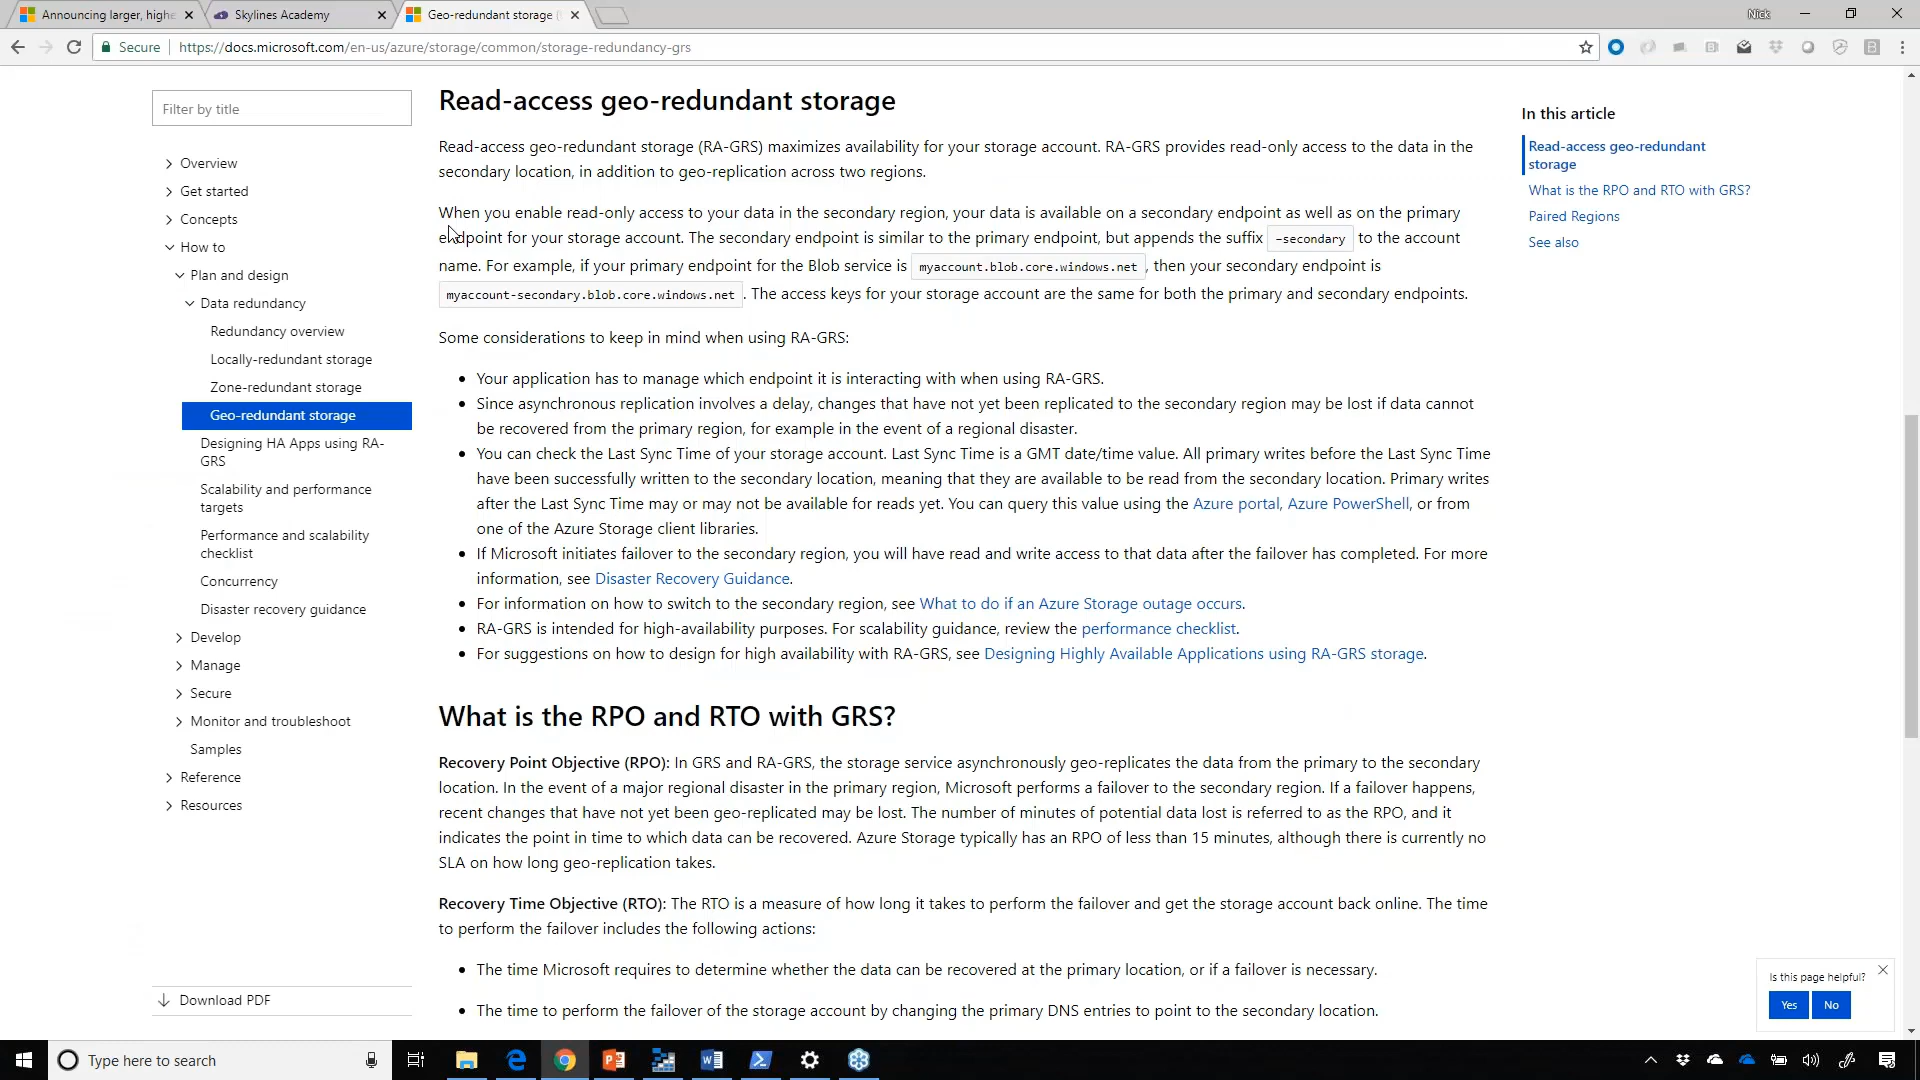 Announcing larger, highe
Skylines Academy
Geo-redundant storage (
Nick
Secure
https://docs.microsoft.com/en-us/azure/storage/common/storage-redundancy-grs
Filter by title
Overview
Get started
Concepts
How to
Plan and design
Data redundancy
Redundancy overview
Locally-redundant storage
Zone-redundant storage
Geo-redundant storage
Designing HA Apps using RA-
GRS
Scalability and performance
targets
Performance and scalability
checklist
Concurrency
Disaster recovery guidance
Develop
Manage
Secure
Monitor and troubleshoot
Samples
Reference
Resources
Download PDF
Read-access geo-redundant storage
Read-access geo-redundant storage (RA-GRS) maximizes availability for your storage account. RA-GRS provides read-only access to the data in the
secondary location, in addition to geo-replication across two regions.
When you enable read-only access to your data in the secondary region, your data is available on a secondary endpoint as well as on the primary
endpoint for your storage account. The secondary endpoint is similar to the primary endpoint, but appends the suffix -secondary to the account
name. For example, if your primary endpoint for the Blob service is myaccount.blob.core.windows.net, then your secondary endpoint is
myaccount-secondary.blob.core.windows.net. The access keys for your storage account are the same for both the primary and secondary endpoints.
Some considerations to keep in mind when using RA-GRS:
• Your application has to manage which endpoint it is interacting with when using RA-GRS.
• Since asynchronous replication involves a delay, changes that have not yet been replicated to the secondary region may be lost if data cannot
be recovered from the primary region, for example in the event of a regional disaster.
• You can check the Last Sync Time of your storage account. Last Sync Time is a GMT date/time value. All primary writes before the Last Sync Time
have been successfully written to the secondary location, meaning that they are available to be read from the secondary location. Primary writes
after the Last Sync Time may or may not be available for reads yet. You can query this value using the Azure portal, Azure PowerShell, or from
one of the Azure Storage client libraries.
• If Microsoft initiates failover to the secondary region, you will have read and write access to that data after the failover has completed. For more
information, see Disaster Recovery Guidance.
• For information on how to switch to the secondary region, see What to do if an Azure Storage outage occurs.
• RA-GRS is intended for high-availability purposes. For scalability guidance, review the performance checklist.
• For suggestions on how to design for high availability with RA-GRS, see Designing Highly Available Applications using RA-GRS storage.
What is the RPO and RTO with GRS?
Recovery Point Objective (RPO): In GRS and RA-GRS, the storage service asynchronously geo-replicates the data from the primary to the secondary
location. In the event of a major regional disaster in the primary region, Microsoft performs a failover to the secondary region. If a failover happens,
recent changes that have not yet been geo-replicated may be lost. The number of minutes of potential data lost is referred to as the RPO, and it
indicates the point in time to which data can be recovered. Azure Storage typically has an RPO of less than 15 minutes, although there is currently no
SLA on how long geo-replication takes.
Recovery Time Objective (RTO): The RTO is a measure of how long it takes to perform the failover and get the storage account back online. The time
to perform the failover includes the following actions:
• The time Microsoft requires to determine whether the data can be recovered at the primary location, or if a failover is necessary.
• The time to perform the failover of the storage account by changing the primary DNS entries to point to the secondary location.
In this article
Read-access geo-redundant
storage
What is the RPO and RTO with GRS?
Paired Regions
See also
Is this page helpful?
Yes
No
Type here to search